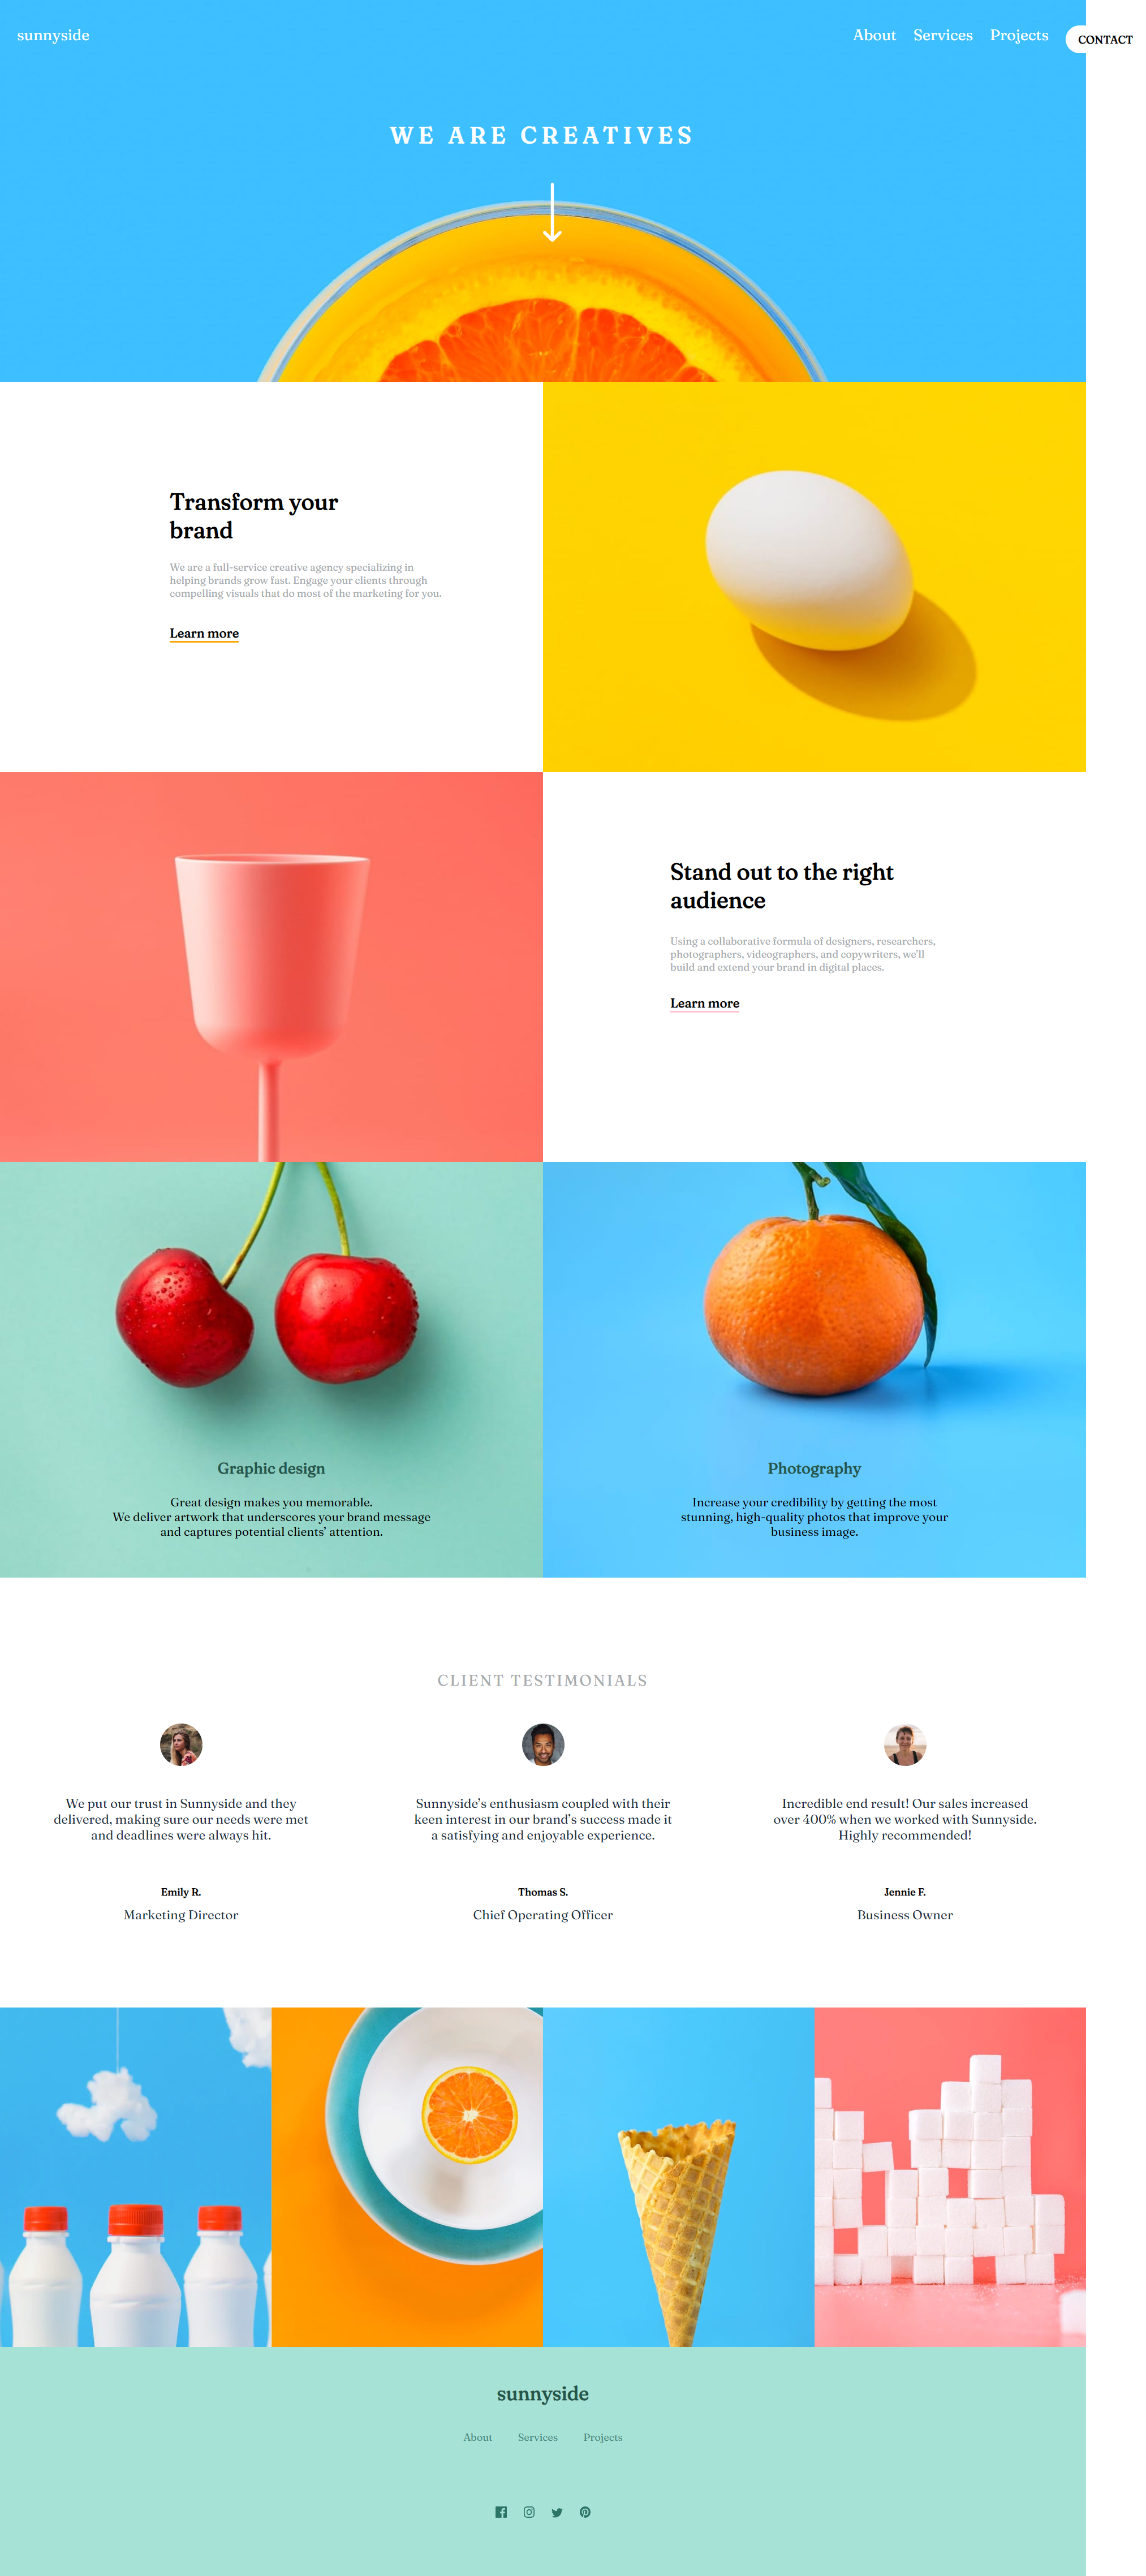 sunnyside
About Services Projects CONTACT
WE ARE CREATIVES
Transform your
brand
We are a full-service creative agency specializing in
helping brands grow fast. Engage your clients through
compelling visuals that do most of the marketing for you.
Learn more
Stand out to the right
audience
Using a collaborative formula of designers, researchers,
photographers, videographers, and copywriters, we’ll
build and extend your brand in digital places.
Learn more
Graphic design
Great design makes you memorable.
We deliver artwork that underscores your brand message
and captures potential clients’ attention.
Photography
Increase your credibility by getting the most
stunning, high-quality photos that improve your
business image.
CLIENT TESTIMONIALS
We put our trust in Sunnyside and they
delivered, making sure our needs were met
and deadlines were always hit.
Emily R.
Marketing Director
Sunnyside’s enthusiasm coupled with their
keen interest in our brand’s success made it
a satisfying and enjoyable experience.
Thomas S.
Chief Operating Officer
Incredible end result! Our sales increased
over 400% when we worked with Sunnyside.
Highly recommended!
Jennie F.
Business Owner
sunnyside
About Services Projects